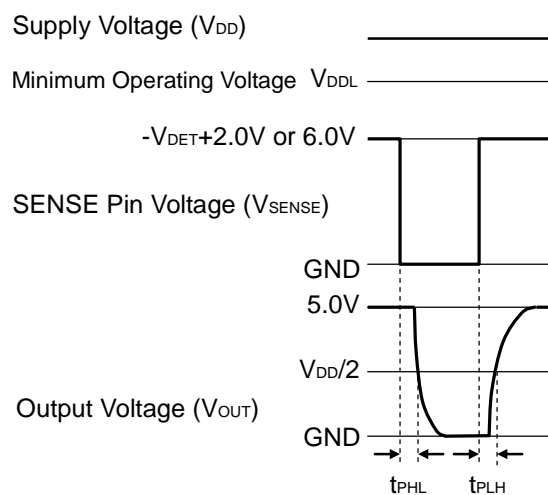 Supply Voltage (VDD)
Minimum Operating Voltage VDDL
-VDET+2.0V or 6.0V
SENSE Pin Voltage (VSENSE)
GND
5.0V
VDD/2
Output Voltage (VOUT)
GND
tPHL tPLH